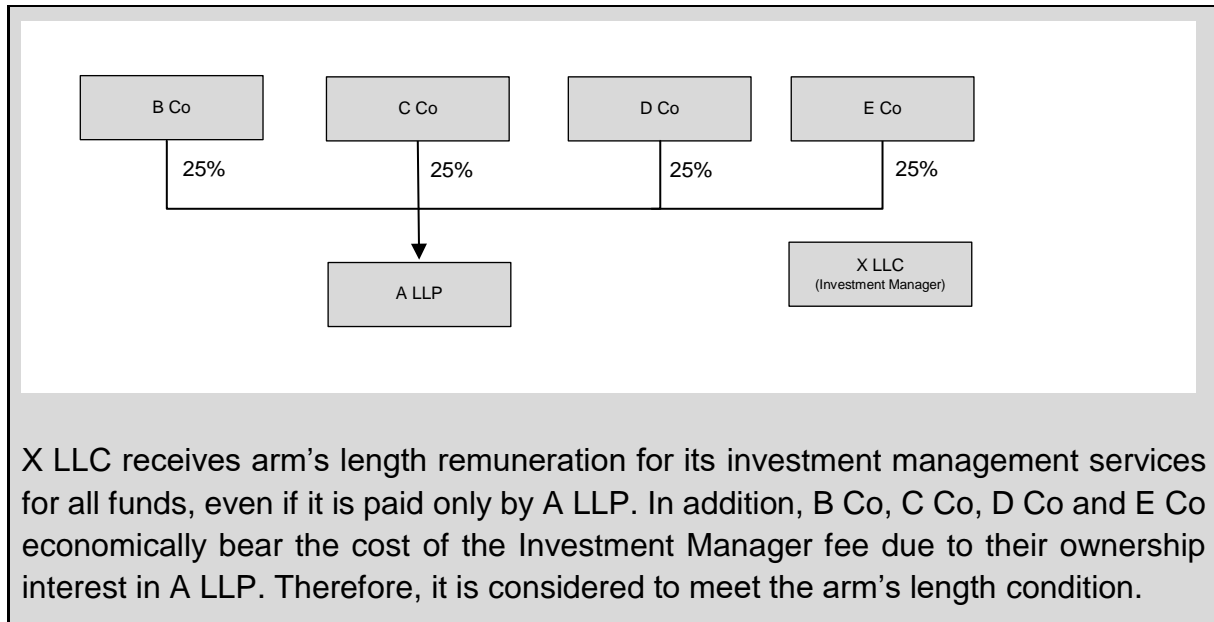 B Co
C Co
D Co
E Co
25%
25%
25%
25%
A LLP
X LLC
(Investment Manager)
X LLC receives arm’s length remuneration for its investment management services
for all funds, even if it is paid only by A LLP. In addition, B Co, C Co, D Co and E Co
economically bear the cost of the Investment Manager fee due to their ownership
interest in A LLP. Therefore, it is considered to meet the arm’s length condition.